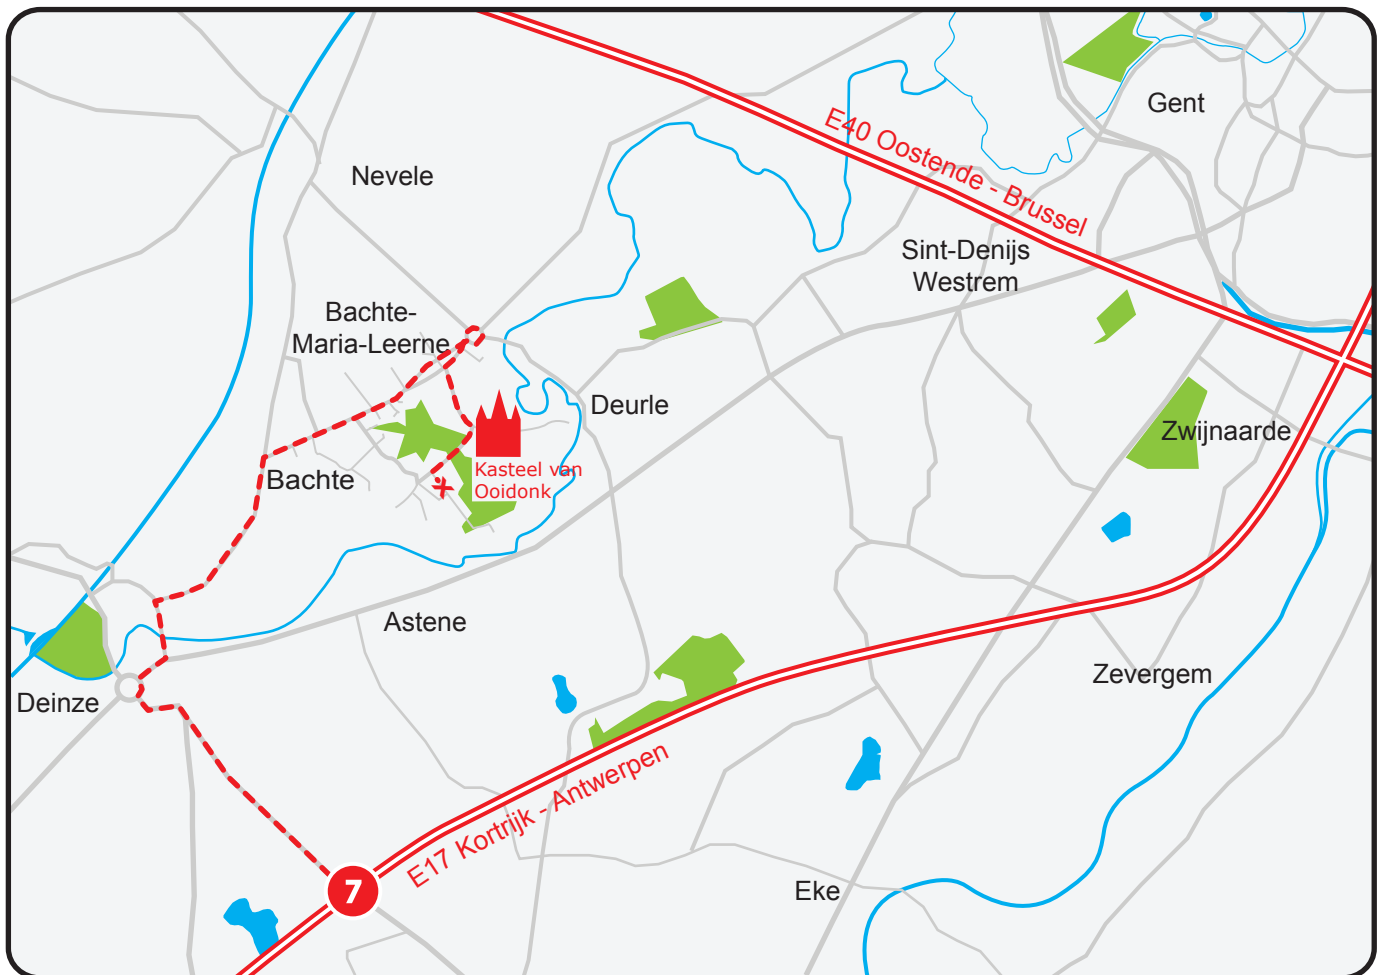 Gent
E40 Oostende - Brussel
Nevele
Sint-Denijs
Westrem
Bachte-
Maria-Leerne
Deurle
Zwijnaarde
Kasteel van
Ooidonk
Bachte
Astene
Zevergem
Deinze
E17 Kortrijk - Antwerpen
7
Eke